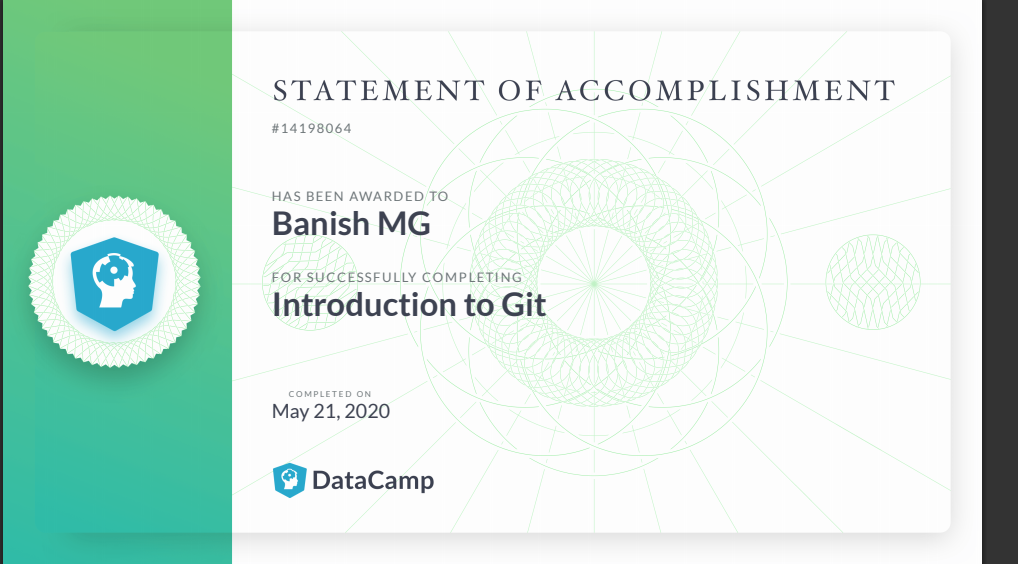 STATEMENT OF ACCOMPLISHMENT
#14198064
HAS BEEN AWARDED TO
Banish MG
FOR SUCCESSFULLY COMPLETING
Introduction to Git
COMPLETED ON
May 21, 2020
DataCamp